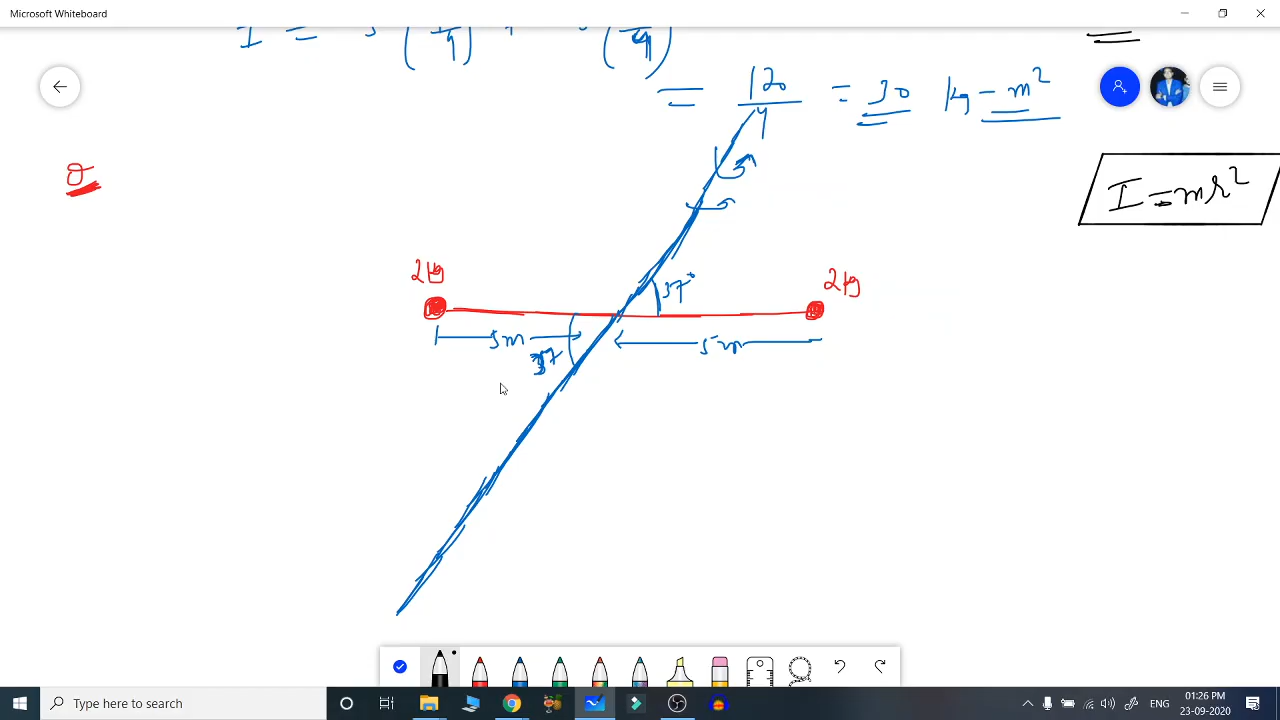 Microsoft Whiteboard
I =
= 120/4 = 30 kg-m²
Q
I = mr²
2kg
2kg
37°
5m
5m
37
Type here to search
ENG
01:26 PM
23-09-2020